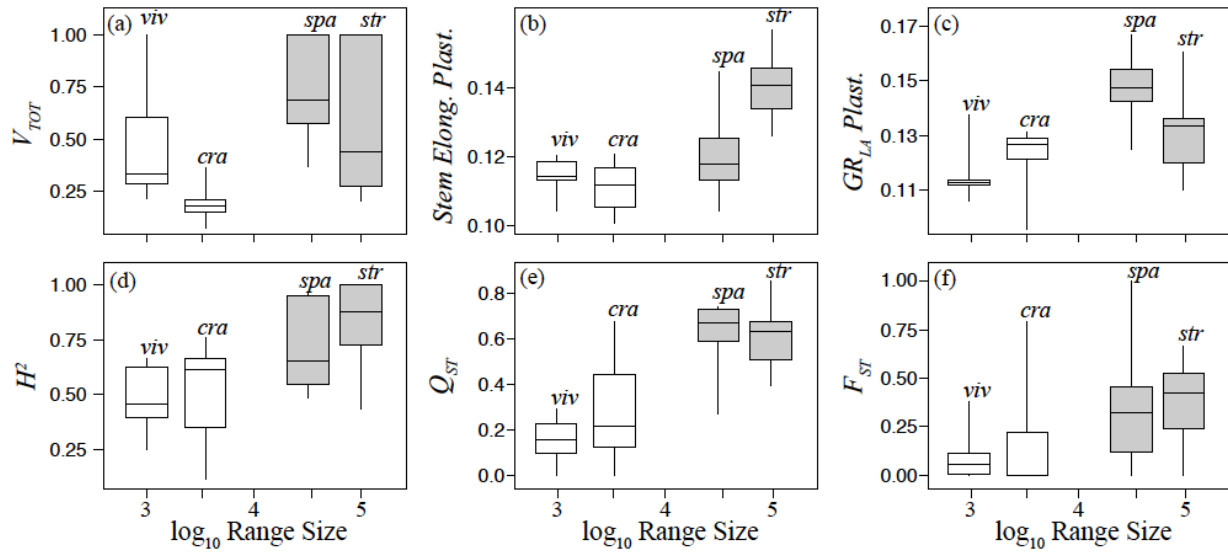 (a) viv spa str
cra
1.00
0.75
0.50
0.25
V_TOT
(b) viv cra spa str
0.14
0.12
0.10
Stem Elong. Plast.
(c) viv cra spa str
0.17
0.15
0.13
0.11
GR_LA Plast.
(d) viv cra spa str
1.00
0.75
0.50
0.25
H²
3 4 5
log₁₀ Range Size
(e) viv cra spa str
0.8
0.6
0.4
0.2
0.0
Q_ST
3 4 5
log₁₀ Range Size
(f) viv cra spa str
1.00
0.75
0.50
0.25
0.00
F_ST
3 4 5
log₁₀ Range Size